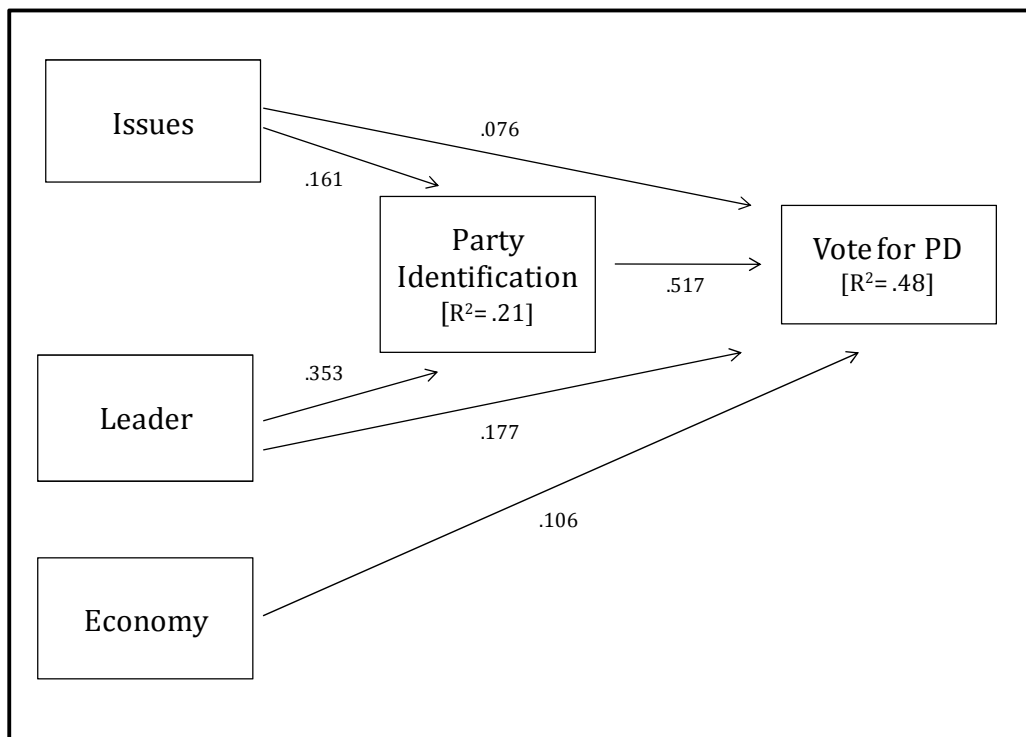 Issues
.076
.161
Party
Identification
[R²= .21]
.517
Vote for PD
[R²= .48]
.353
Leader
.177
.106
Economy